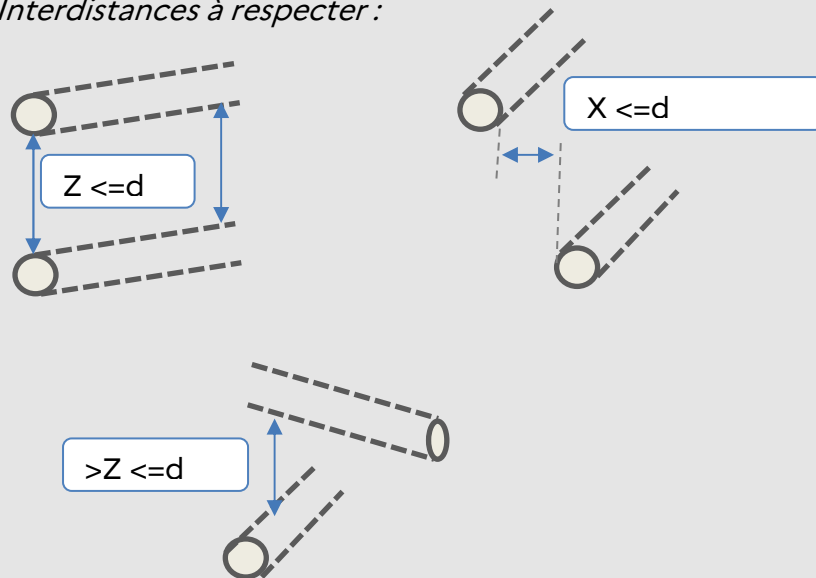 Interdistances à respecter :
X <=d
Z <=d
>Z <=d